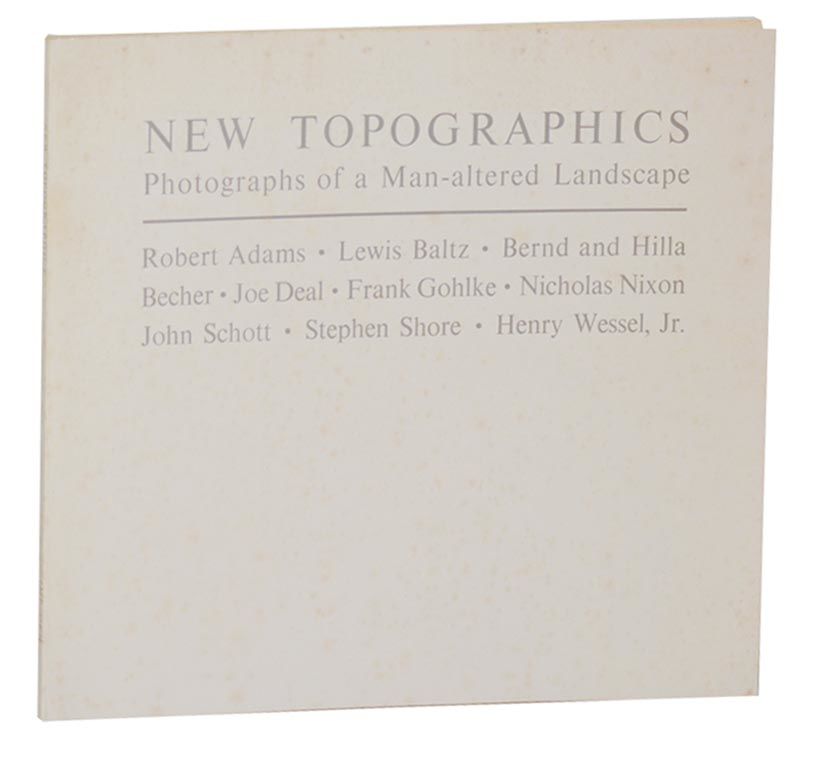 NEW TOPOGRAPHICS
Photographs of a Man-altered Landscape
Robert Adams • Lewis Baltz • Bernd and Hilla
Becher • Joe Deal • Frank Gohlke • Nicholas Nixon
John Schott • Stephen Shore • Henry Wessel, Jr.